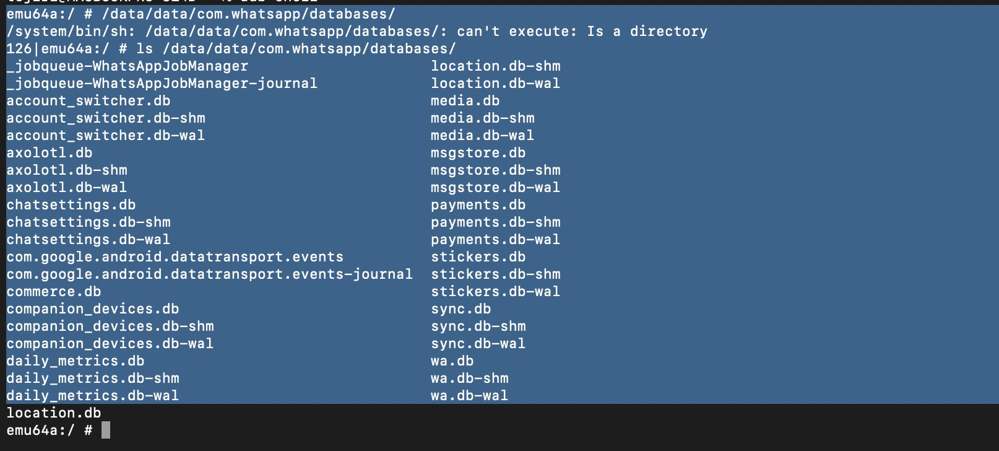 emu64a:/ # /data/data/com.whatsapp/databases/
/system/bin/sh: /data/data/com.whatsapp/databases/: can't execute: Is a directory
126|emu64a:/ # ls /data/data/com.whatsapp/databases/
_jobqueue-WhatsAppJobManager location.db-shm
_jobqueue-WhatsAppJobManager-journal location.db-wal
account_switcher.db media.db
account_switcher.db-shm media.db-shm
account_switcher.db-wal media.db-wal
axolotl.db msgstore.db
axolotl.db-shm msgstore.db-shm
axolotl.db-wal msgstore.db-wal
chatsettings.db payments.db
chatsettings.db-shm payments.db-shm
chatsettings.db-wal payments.db-wal
com.google.android.datatransport.events stickers.db
com.google.android.datatransport.events-journal stickers.db-shm
commerce.db stickers.db-wal
companion_devices.db sync.db
companion_devices.db-shm sync.db-shm
companion_devices.db-wal sync.db-wal
daily_metrics.db wa.db
daily_metrics.db-shm wa.db-shm
daily_metrics.db-wal wa.db-wal
location.db
emu64a:/ #